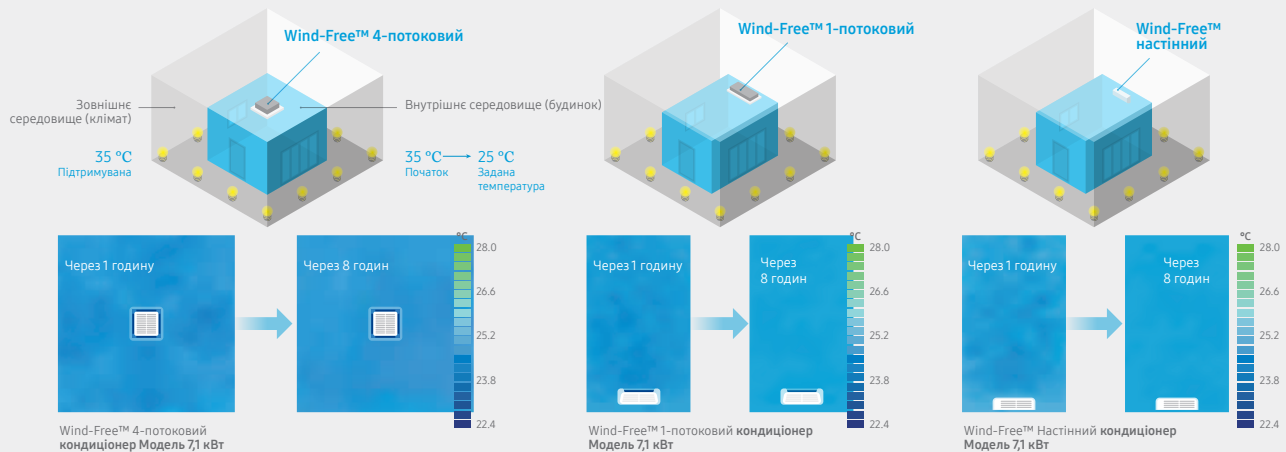 Wind-Free™ 4-потоковий
Зовнішнє
середовище (клімат)
Внутрішнє середовище (будинок)
35 °C
Підтримувана
35 °C
Початок
25 °C
Задана
температура
Wind-Free™ 1-потоковий
Wind-Free™
настінний
Через 1 годину
Через 8 годин
°C
28.0
26.6
25.2
23.8
22.4
Wind-Free™ 4-потоковий
кондиціонер Модель 7,1 кВт
Через 1 годину
Через
8 годин
°C
28.0
26.6
25.2
23.8
22.4
Wind-Free™ 1-потоковий кондиціонер
Модель 7,1 кВт
Через 1 годину
Через
8 годин
°C
28.0
26.6
25.2
23.8
22.4
Wind-Free™ Настінний кондиціонер
Модель 7,1 кВт